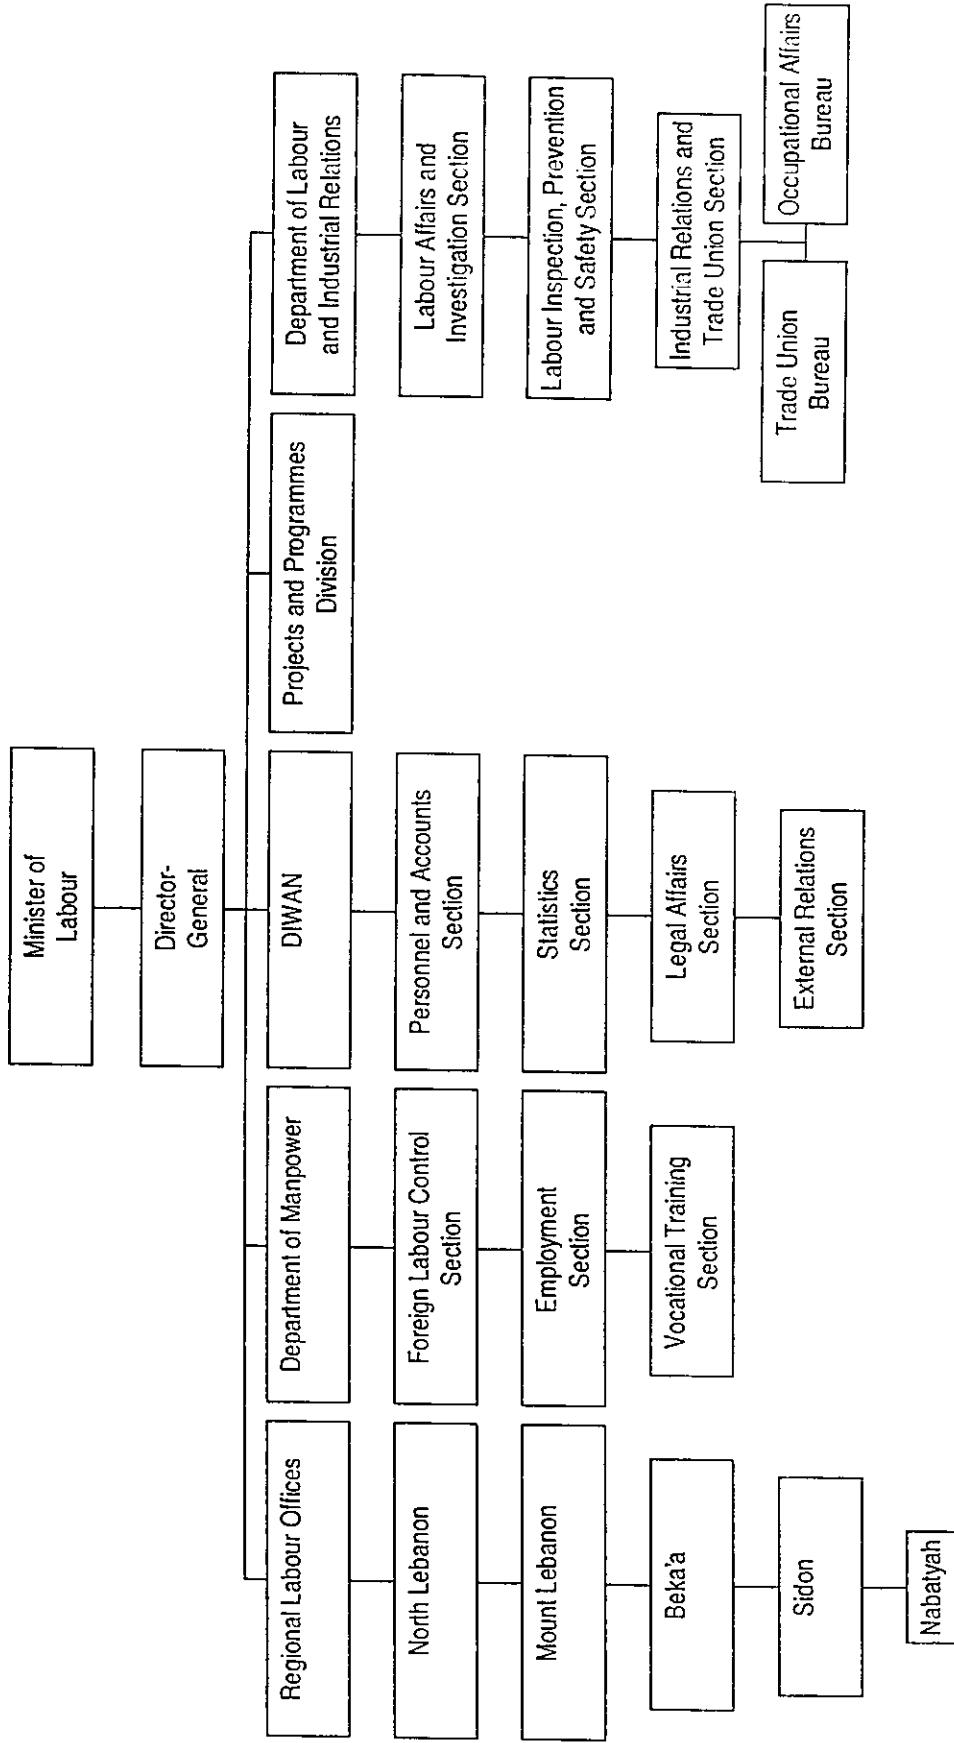 Minister of
Labour
Director-
General
Regional Labour Offices
North Lebanon
Mount Lebanon
Beka'a
Sidon
Nabatyah
Department of Manpower
Foreign Labour Control
Section
Employment
Section
Vocational Training
Section
DIWAN
Personnel and Accounts
Section
Statistics
Section
Legal Affairs
Section
External Relations
Section
Projects and Programmes
Division
Department of Labour
and Industrial Relations
Labour Affairs and
Investigation Section
Labour Inspection, Prevention
and Safety Section
Industrial Relations and
Trade Union Section
Trade Union
Bureau
Occupational Affairs
Bureau